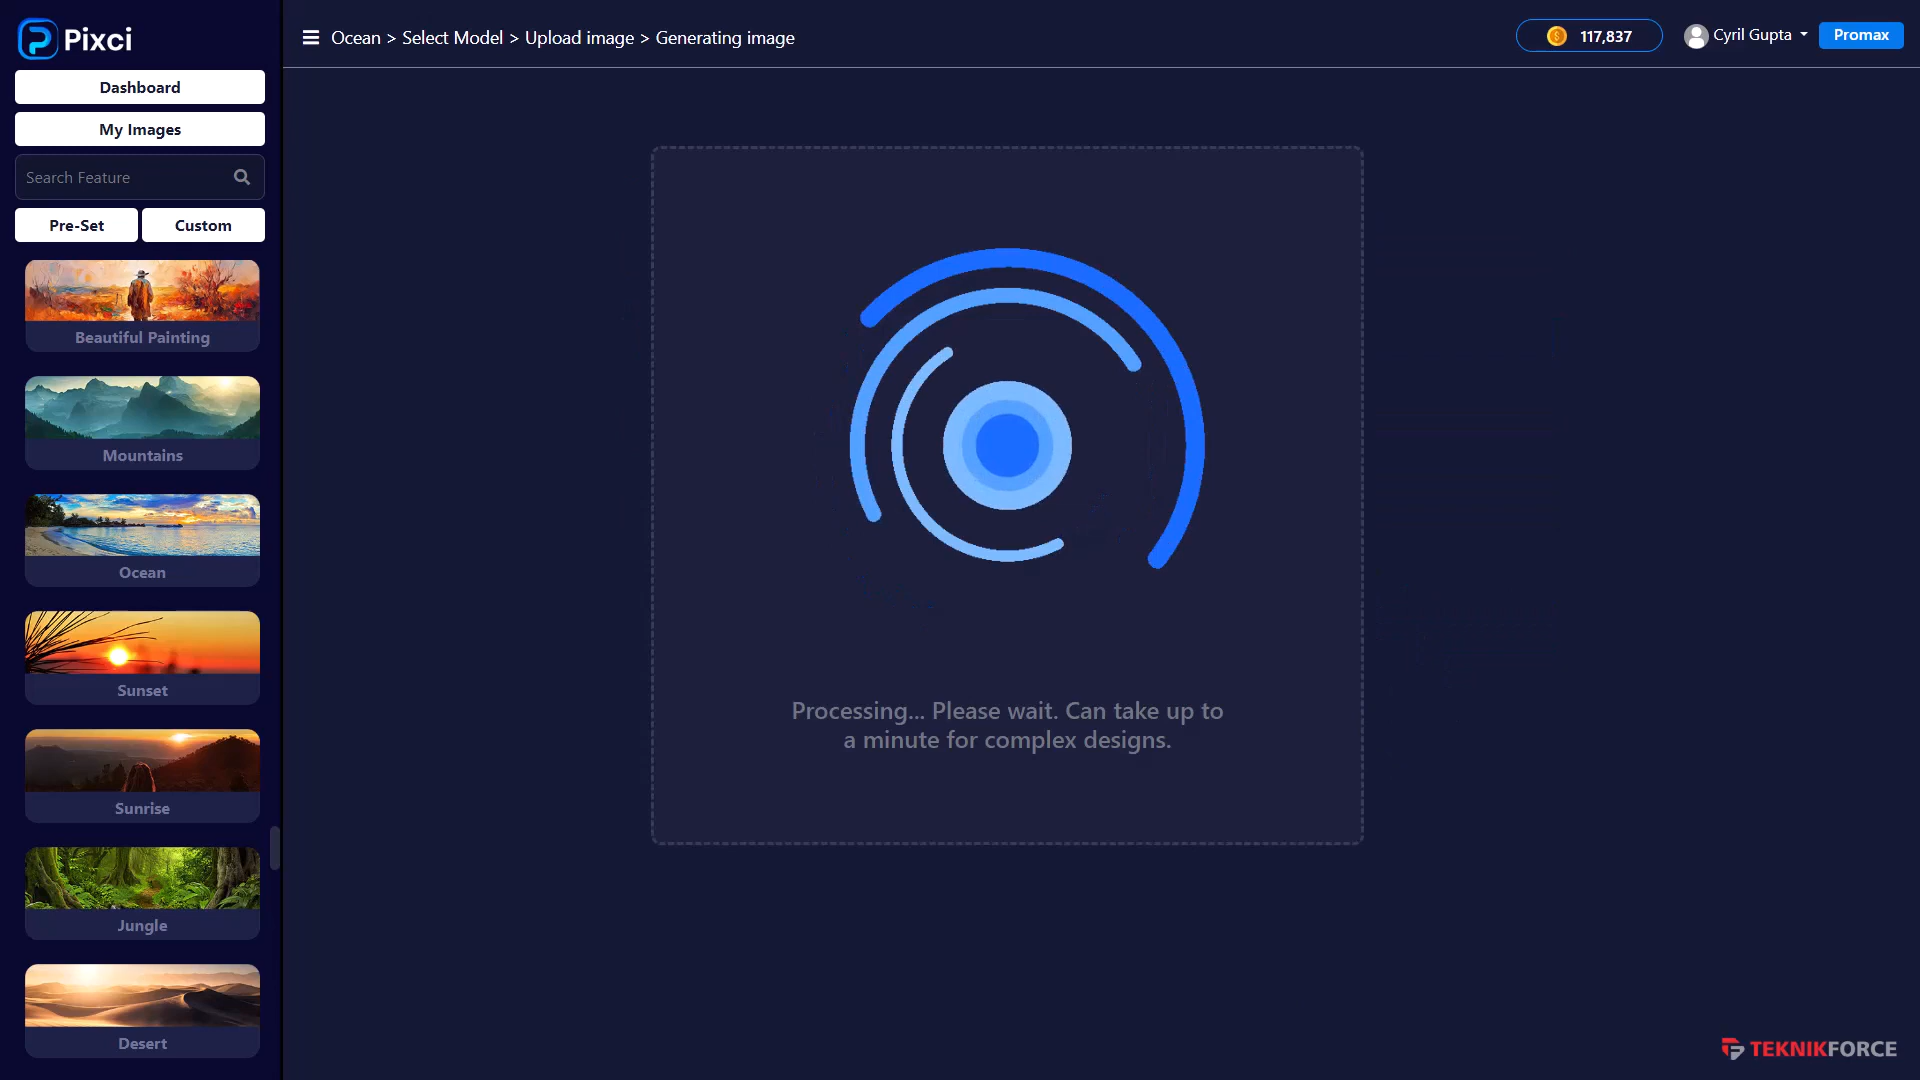 Pixci
Dashboard
My Images
Search Feature
Pre-Set
Custom
Beautiful Painting
Mountains
Ocean
Sunset
Sunrise
Jungle
Desert
Ocean > Select Model > Upload image > Generating image
117,837
Cyril Gupta
Promax
Processing... Please wait. Can take up to
a minute for complex designs.
TEKNIKFORCE